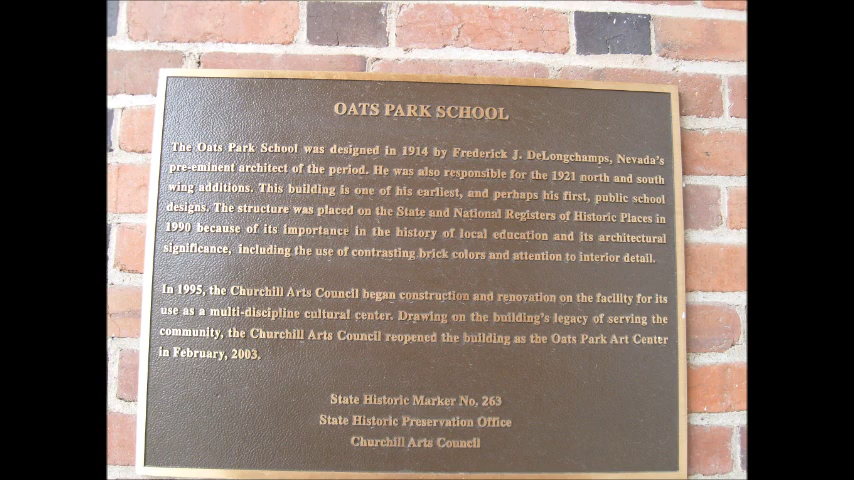 OATS PARK SCHOOL
The Oats Park School was designed in 1914 by Frederick J. DeLongchamps, Nevada's
pre-eminent architect of the period. He was also responsible for the 1921 north and south
wing additions. This building is one of his earliest, and perhaps his first, public school
designs. The structure was placed on the State and National Registers of Historic Places in
1990 because of its importance in the history of local education and its architectural
significance, including the use of contrasting brick colors and attention to interior detail.
In 1995, the Churchill Arts Council began construction and renovation on the facility for its
use as a multi-discipline cultural center. Drawing on the building's legacy of serving the
community, the Churchill Arts Council reopened the building as the Oats Park Art Center
in February, 2003.
State Historic Marker No. 263
State Historic Preservation Office
Churchill Arts Council